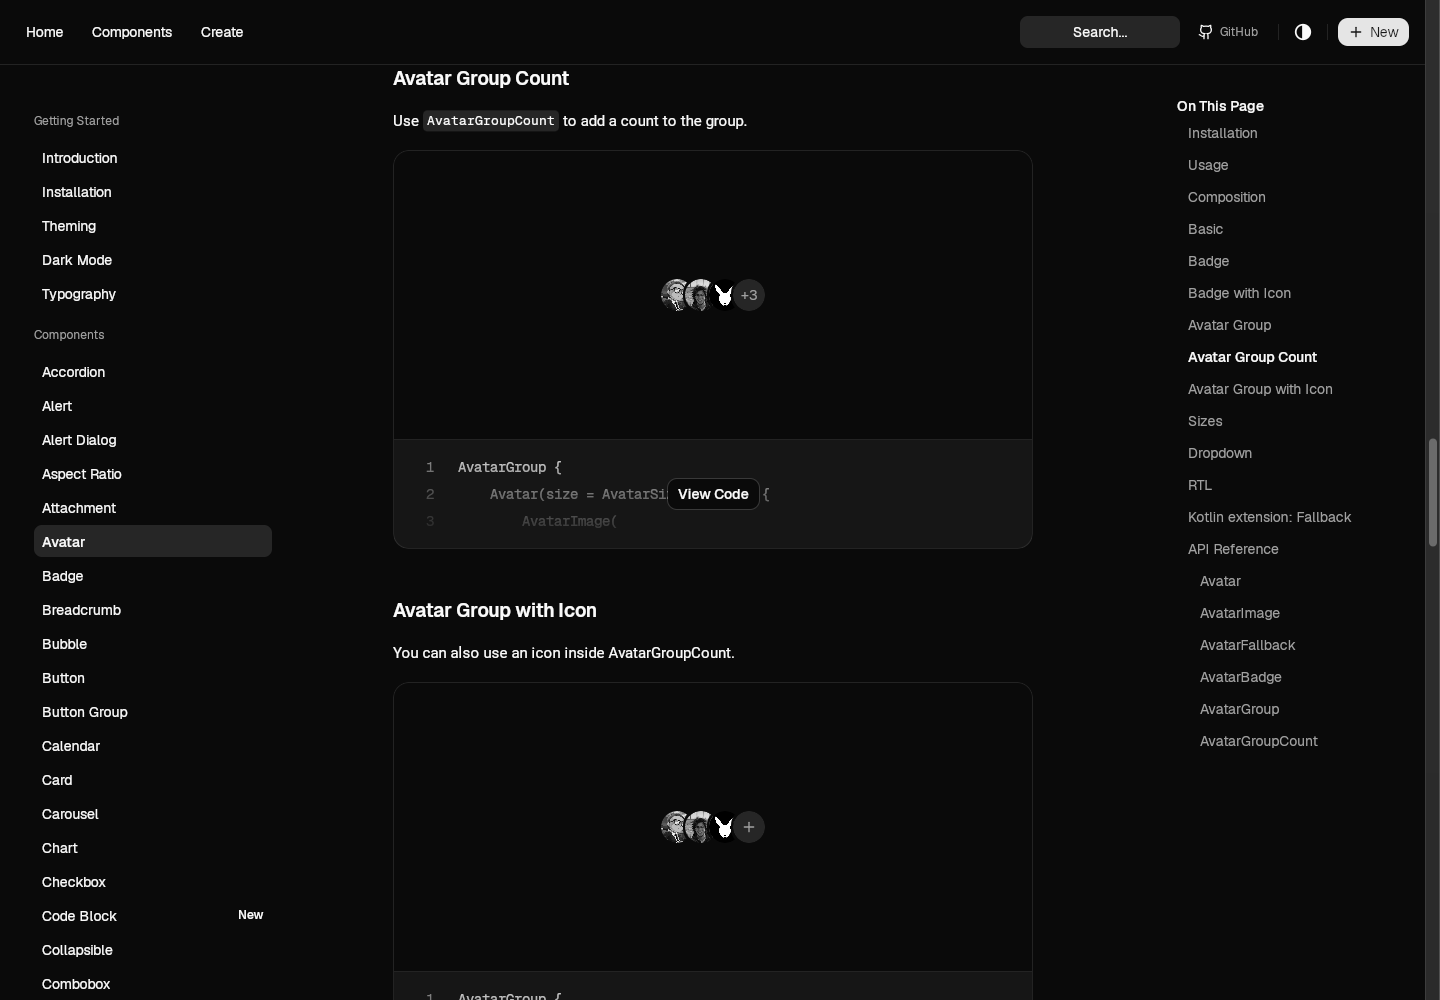 Home
Components
Create
Search...
GitHub
New
Getting Started
Introduction
Installation
Theming
Dark Mode
Typography
Components
Accordion
Alert
Alert Dialog
Aspect Ratio
Attachment
Avatar
Badge
Breadcrumb
Bubble
Button
Button Group
Calendar
Card
Carousel
Chart
Checkbox
Code Block New
Collapsible
Combobox
Avatar Group Count
Use AvatarGroupCount to add a count to the group.
+3
1 AvatarGroup {
2 Avatar(size = {
View Code
3 AvatarImage(
Avatar Group with Icon
You can also use an icon inside AvatarGroupCount.
1 AvatarGroup {
On This Page
Installation
Usage
Composition
Basic
Badge
Badge with Icon
Avatar Group
Avatar Group Count
Avatar Group with Icon
Sizes
Dropdown
RTL
Kotlin extension: Fallback
API Reference
Avatar
AvatarImage
AvatarFallback
AvatarBadge
AvatarGroup
AvatarGroupCount